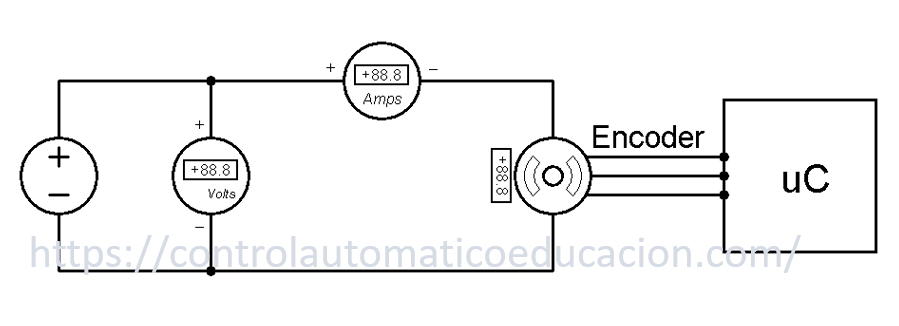 +88.8
+ −
Amps
Encoder
+
+
+88.8
+88.8
uC
−
Volts
−
https://controlautomaticoeducacion.com/